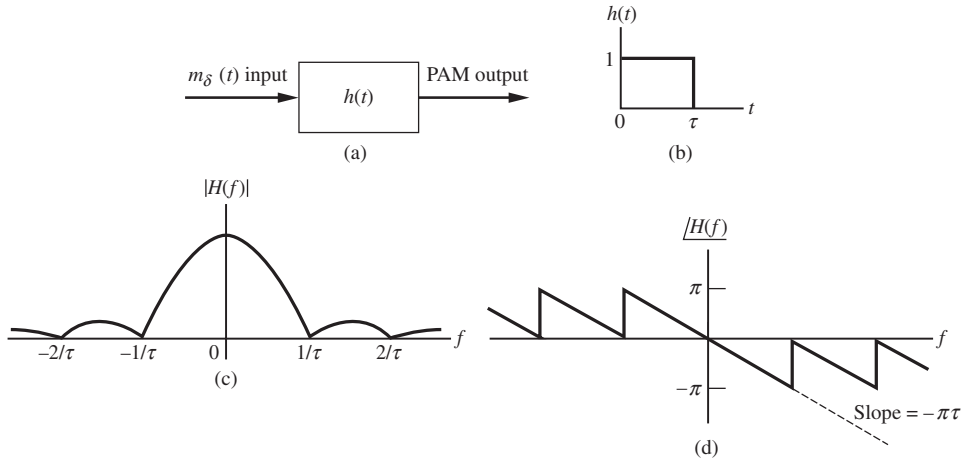 m_δ (t) input
h(t)
PAM output
(a)
h(t)
1
0
τ
t
(b)
|H(f)|
−2/τ
−1/τ
0
1/τ
2/τ
f
(c)
/H(f)
π
−π
f
Slope = −πτ
(d)